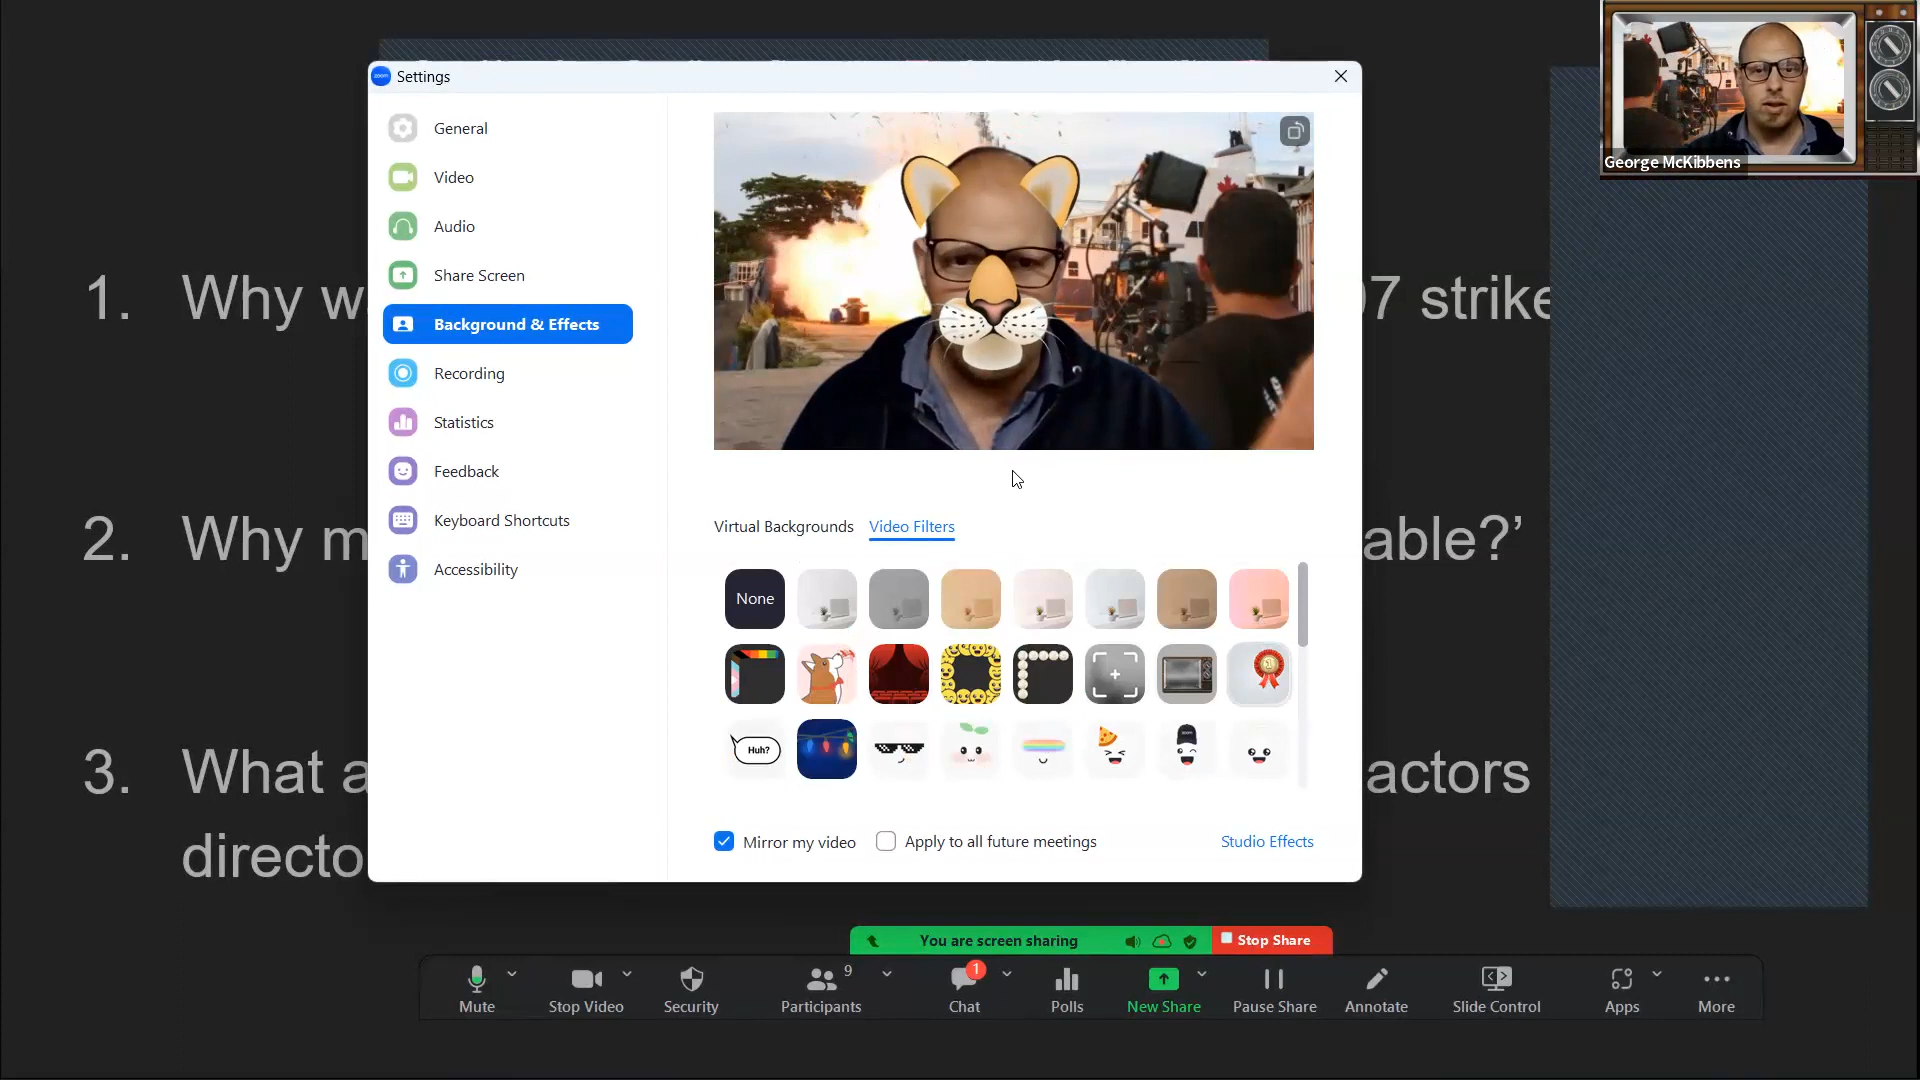 zoom Settings
General
Video
Audio
Share Screen
Background & Effects
Recording
Statistics
Feedback
Keyboard Shortcuts
Accessibility
George McKibbens
1. Why w
7 strike
2. Why m
able?’
3. What a
actors
directo
Virtual Backgrounds Video Filters
None
Huh?
Mirror my video Apply to all future meetings Studio Effects
You are screen sharing Stop Share
9 1
Mute Stop Video Security Participants Chat Polls New Share Pause Share Annotate Slide Control Apps More